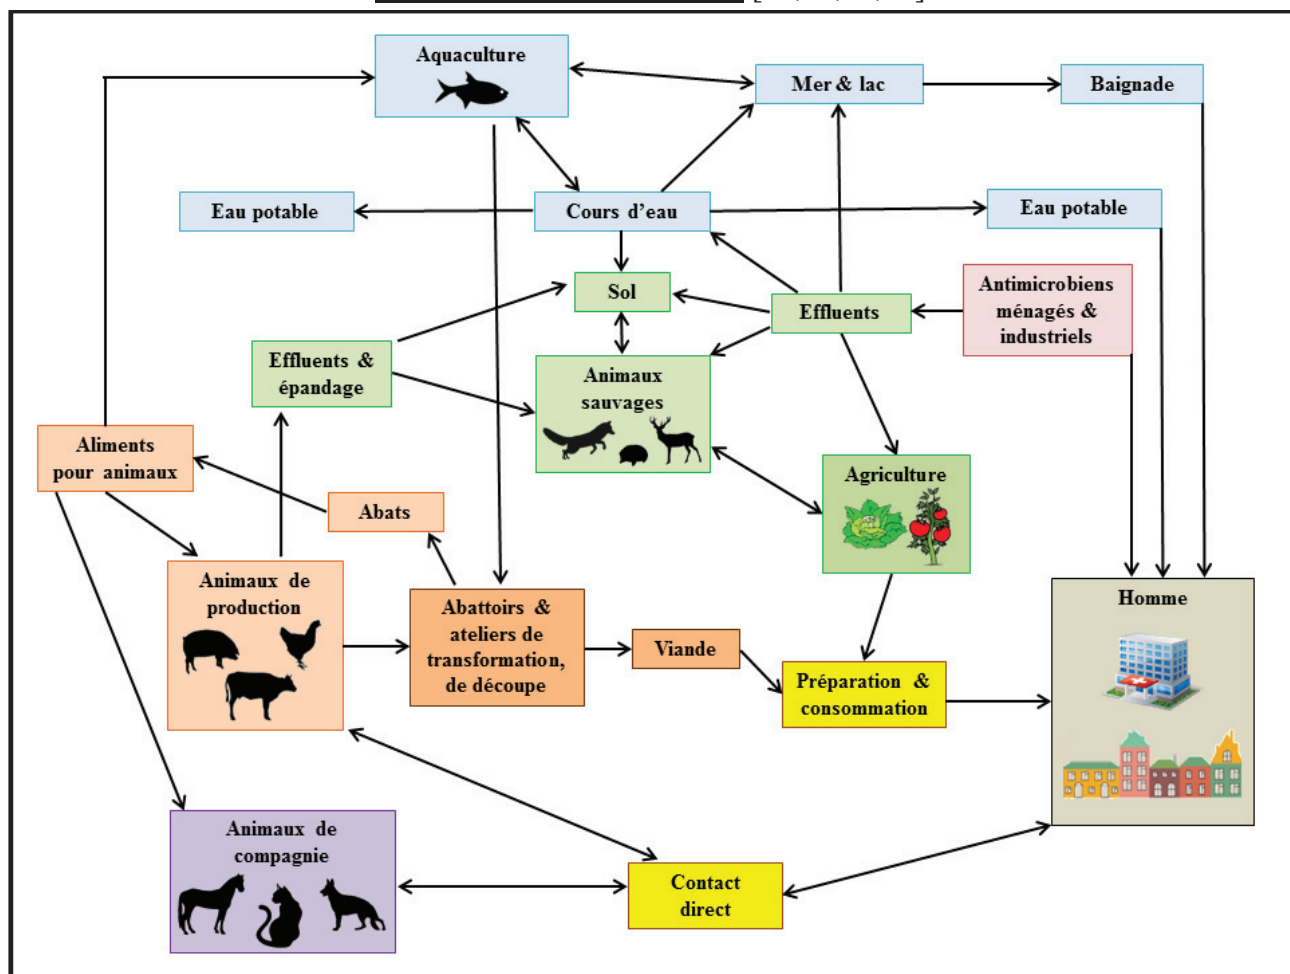 Aquaculture
Mer & lac
Baignade
Eau potable
Cours d'eau
Eau potable
Sol
Effluents
Antimicrobiens
ménagés &
industriels
Effluents &
épandage
Animaux
sauvages
Aliments
pour animaux
Abats
Agriculture
Animaux de
production
Abattoirs &
ateliers de
transformation,
de découpe
Viande
Préparation &
consommation
Homme
Animaux de
compagnie
Contact
direct